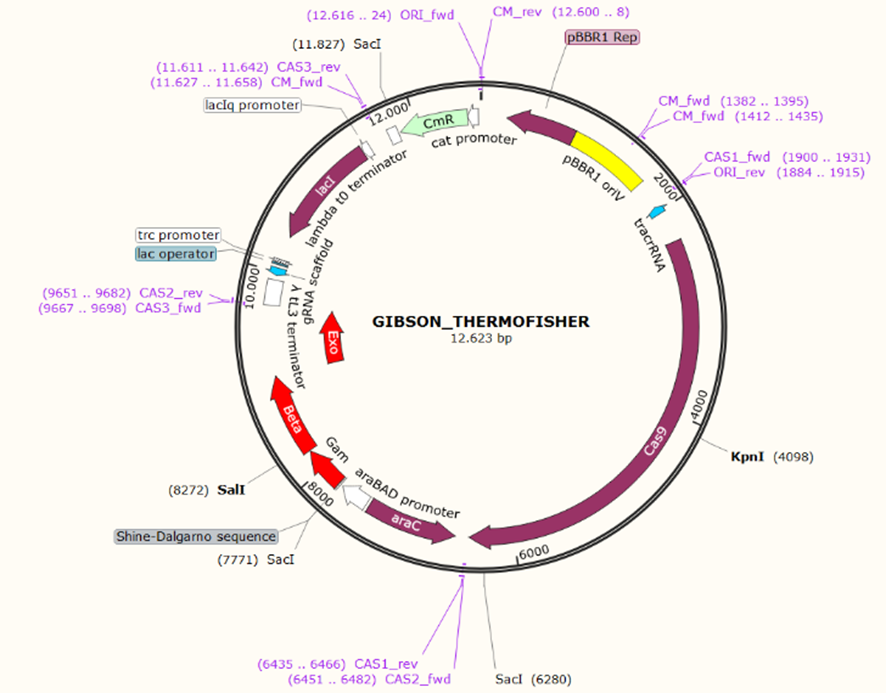 (12.616 .. 24) ORI_fwd
CM_rev (12.600 .. 8)
pBBR1 Rep
(11.827) SacI
(11.611 .. 11.642) CAS3_rev
(11.627 .. 11.658) CM_fwd
lacIq promoter
12.000
CmR
cat promoter
CM_fwd (1382 .. 1395)
CM_fwd (1412 .. 1435)
pBBR1 oriV
CAS1_fwd (1900 .. 1931)
ORI_rev (1884 .. 1915)
2000
tracrRNA
lacI
lambda t0 terminator
trc promoter
lac operator
gRNA scaffold
10.000
(9651 .. 9682) CAS2_rev
(9667 .. 9698) CAS3_fwd
λ tL3 terminator
Exo
GIBSON_THERMOFISHER
12.623 bp
Beta
4000
Cas9
KpnI (4098)
Gam
araBAD promoter
(8272) SalI
8000
araC
Shine-Dalgarno sequence
(7771) SacI
6000
(6435 .. 6466) CAS1_rev
(6451 .. 6482) CAS2_fwd
SacI (6280)